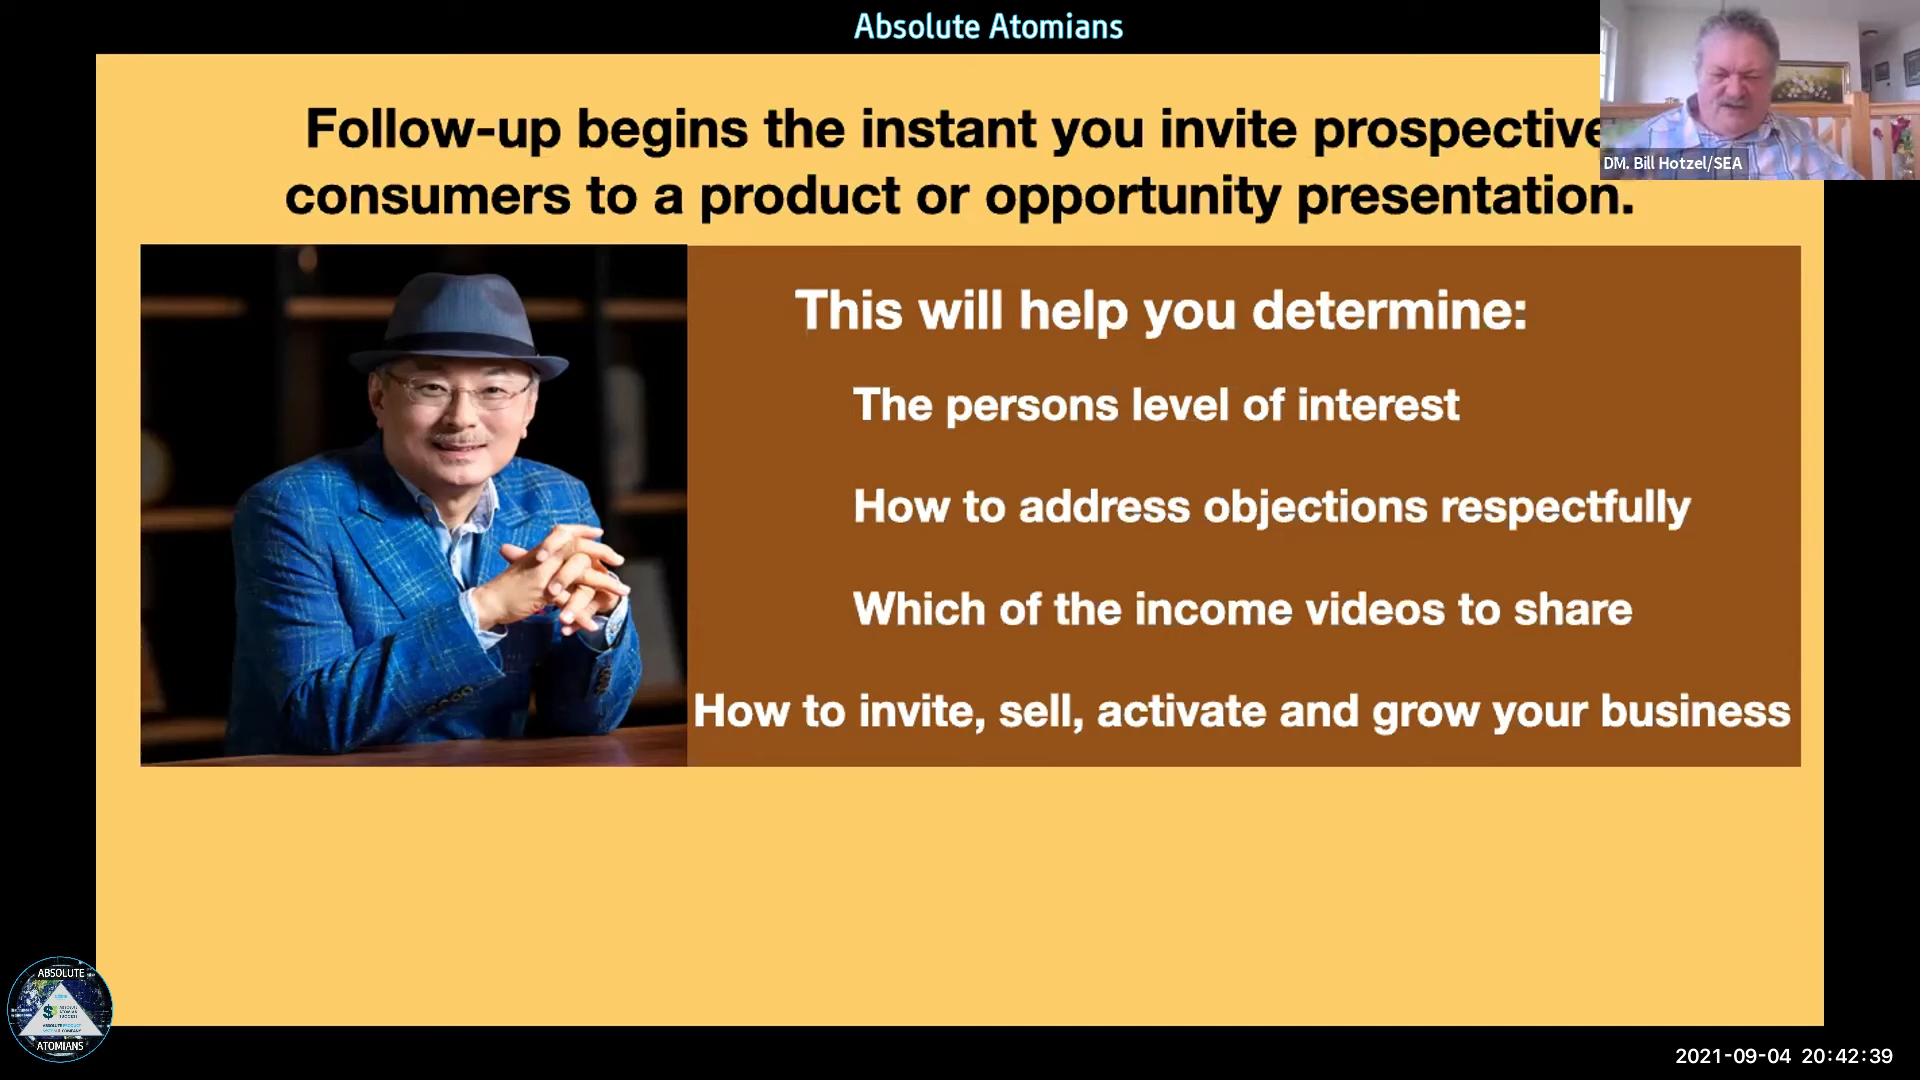 Absolute Atomians
Follow-up begins the instant you invite prospective
consumers to a product or opportunity presentation.
DM. Bill Hotzel/SEA
This will help you determine:
The persons level of interest
How to address objections respectfully
Which of the income videos to share
How to invite, sell, activate and grow your business
ABSOLUTE
ATOMIANS
2021-09-04 20:42:39